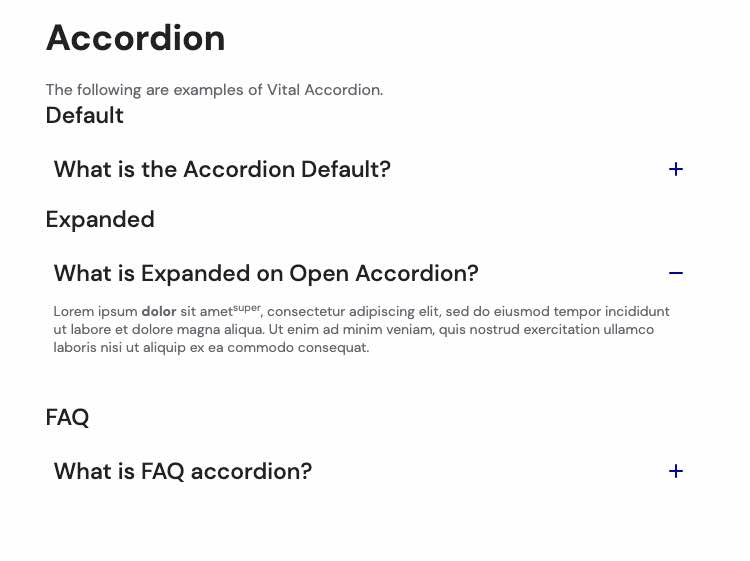 Accordion
The following are examples of Vital Accordion.
Default
What is the Accordion Default?
Expanded
What is Expanded on Open Accordion?
Lorem ipsum dolor sit ametsuper, consectetur adipiscing elit, sed do eiusmod tempor incididunt
ut labore et dolore magna aliqua. Ut enim ad minim veniam, quis nostrud exercitation ullamco
laboris nisi ut aliquip ex ea commodo consequat.
FAQ
What is FAQ accordion?